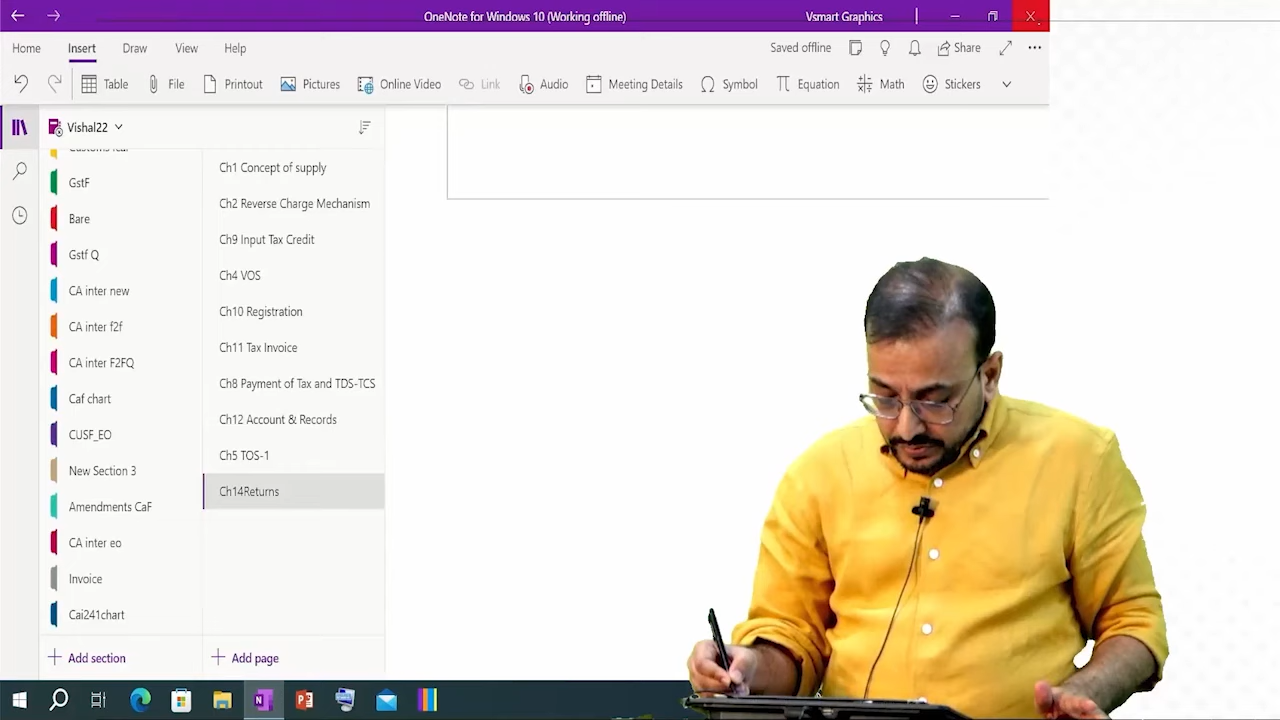 OneNote for Windows 10 (Working offline)
Vsmart Graphics
Home Insert Draw View Help
Saved offline
Share
Table File Printout Pictures Online Video Link Audio Meeting Details Symbol Equation Math Stickers
Vishal22
GstF
Bare
Gstf Q
CA inter new
CA inter f2f
CA inter F2FQ
Caf chart
CUSF_EO
New Section 3
Amendments CaF
CA inter eo
Invoice
Cai241chart
Add section
Ch1 Concept of supply
Ch2 Reverse Charge Mechanism
Ch9 Input Tax Credit
Ch4 VOS
Ch10 Registration
Ch11 Tax Invoice
Ch8 Payment of Tax and TDS-TCS
Ch12 Account & Records
Ch5 TOS-1
Ch14Returns
Add page